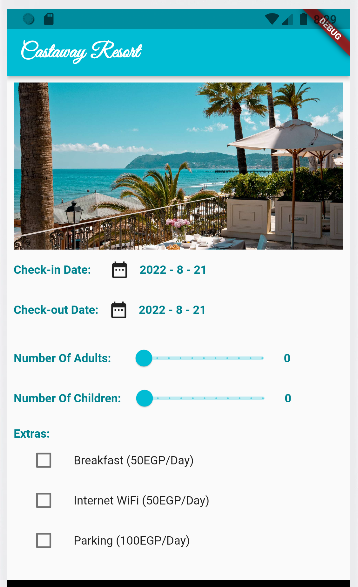 DEBUG
Castaway Resort
Check-in Date: 2022 - 8 - 21
Check-out Date: 2022 - 8 - 21
Number Of Adults: 0
Number Of Children: 0
Extras:
Breakfast (50EGP/Day)
Internet WiFi (50EGP/Day)
Parking (100EGP/Day)